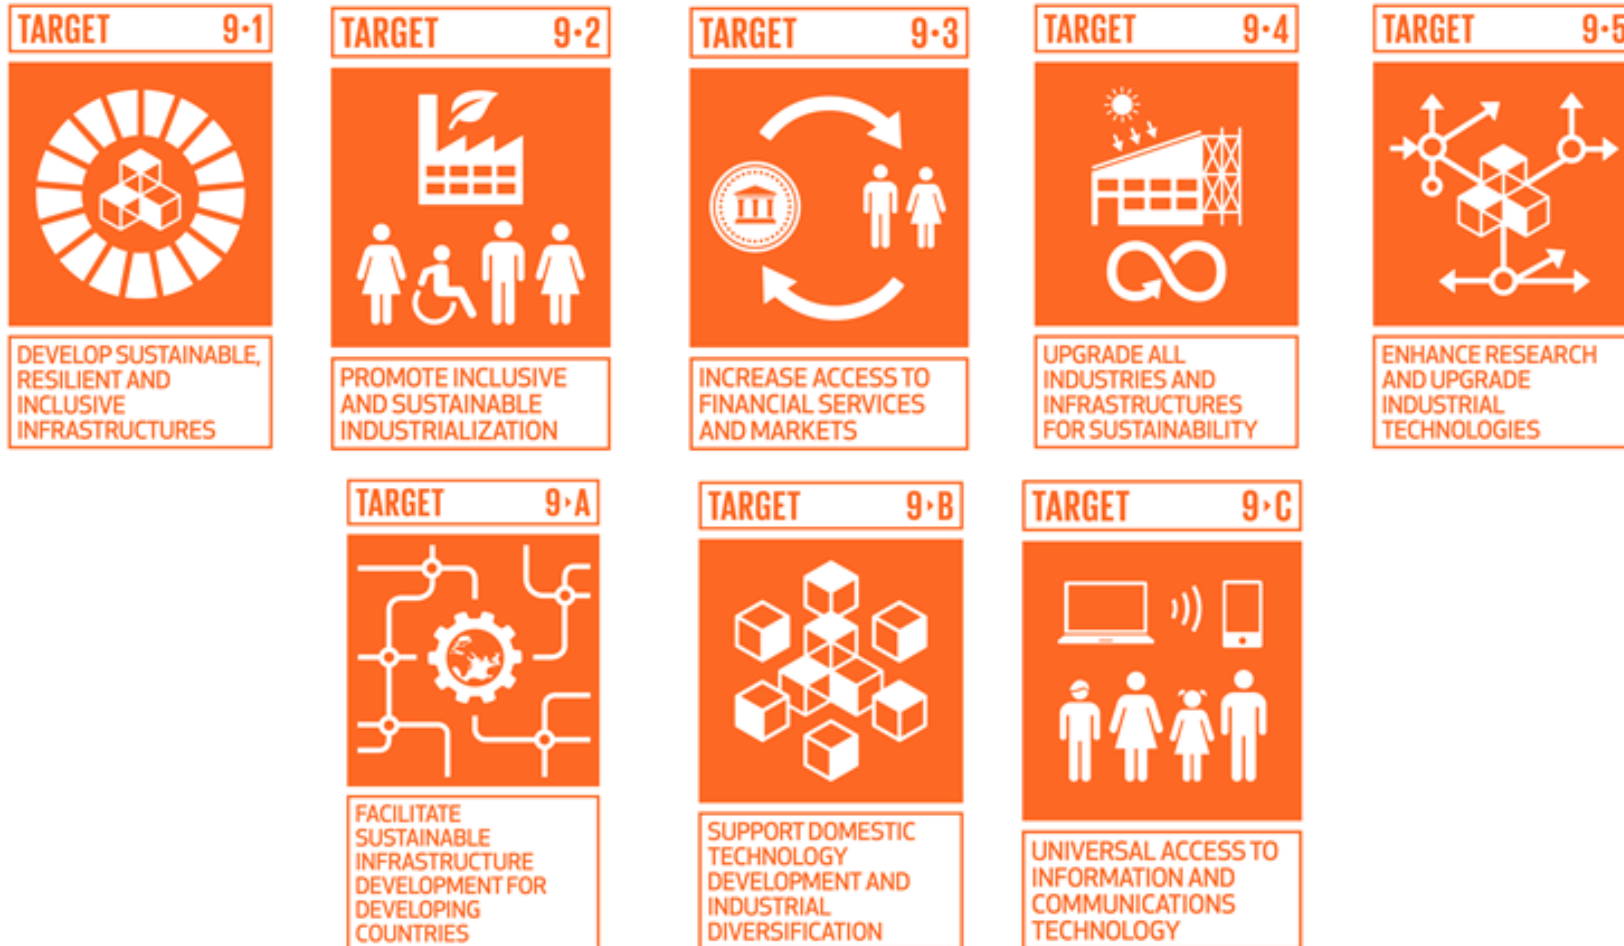 TARGET 9·1
DEVELOP SUSTAINABLE,
RESILIENT AND
INCLUSIVE
INFRASTRUCTURES
TARGET 9·2
PROMOTE INCLUSIVE
AND SUSTAINABLE
INDUSTRIALIZATION
TARGET 9·3
INCREASE ACCESS TO
FINANCIAL SERVICES
AND MARKETS
TARGET 9·4
UPGRADE ALL
INDUSTRIES AND
INFRASTRUCTURES
FOR SUSTAINABILITY
TARGET 9·5
ENHANCE RESEARCH
AND UPGRADE
INDUSTRIAL
TECHNOLOGIES
TARGET 9·A
FACILITATE
SUSTAINABLE
INFRASTRUCTURE
DEVELOPMENT FOR
DEVELOPING
COUNTRIES
TARGET 9·B
SUPPORT DOMESTIC
TECHNOLOGY
DEVELOPMENT AND
INDUSTRIAL
DIVERSIFICATION
TARGET 9·C
UNIVERSAL ACCESS TO
INFORMATION AND
COMMUNICATIONS
TECHNOLOGY